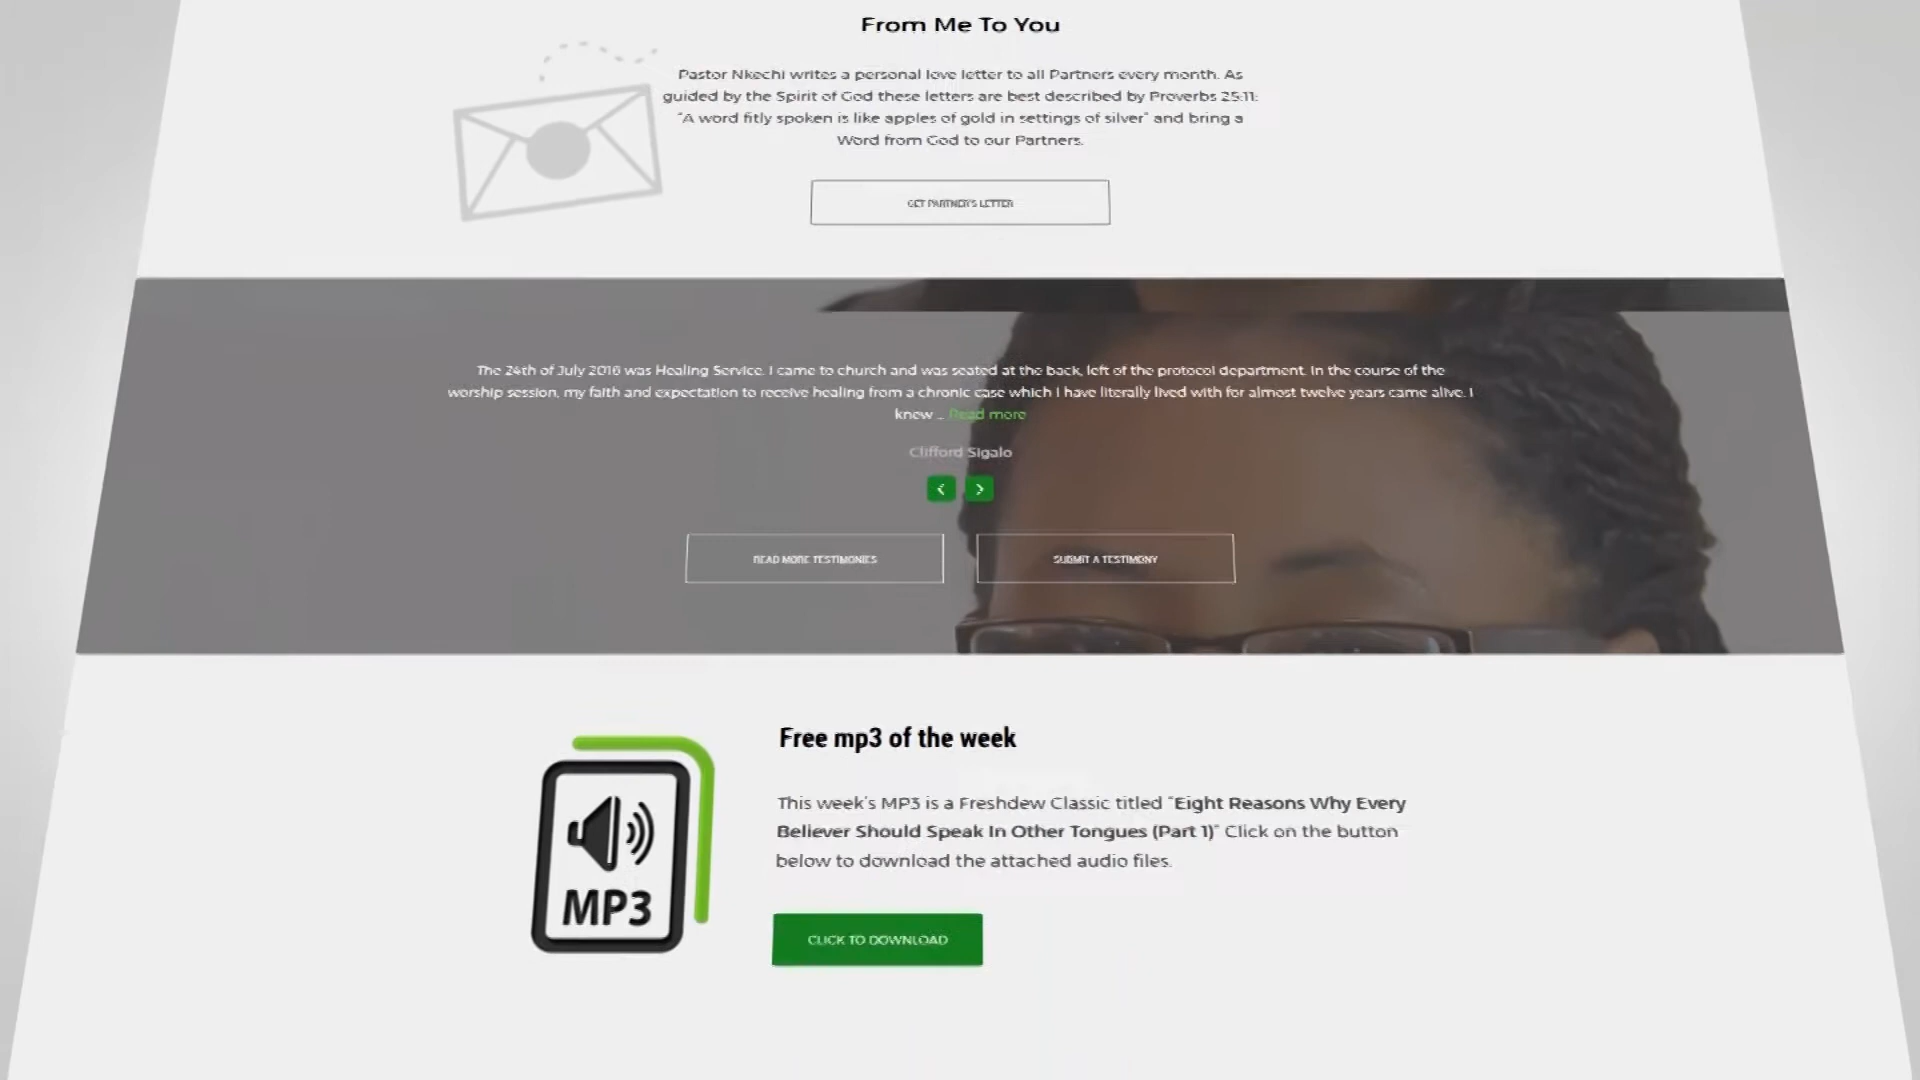 From Me To You
Pastor Nkechi writes a personal love letter to all Partners every month. As
guided by the Spirit of God these letters are best described by Proverbs 25:11:
"A word fitly spoken is like apples of gold in settings of silver" and bring a
Word from God to our Partners.
GET PARTNER'S LETTER
The 24th of July 2016 was Healing Service. I came to church and was seated at the back, left of the protocol department. In the course of the
worship session, my faith and expectation to receive healing from a chronic case which I have literally lived with for almost twelve years came alive. I
knew ... Read more
Clifford Sigalo
READ MORE TESTIMONIES
SUBMIT A TESTIMONY
Free mp3 of the week
This week's MP3 is a Freshdew Classic titled "Eight Reasons Why Every
Believer Should Speak In Other Tongues (Part 1)" Click on the button
below to download the attached audio files.
MP3
CLICK TO DOWNLOAD